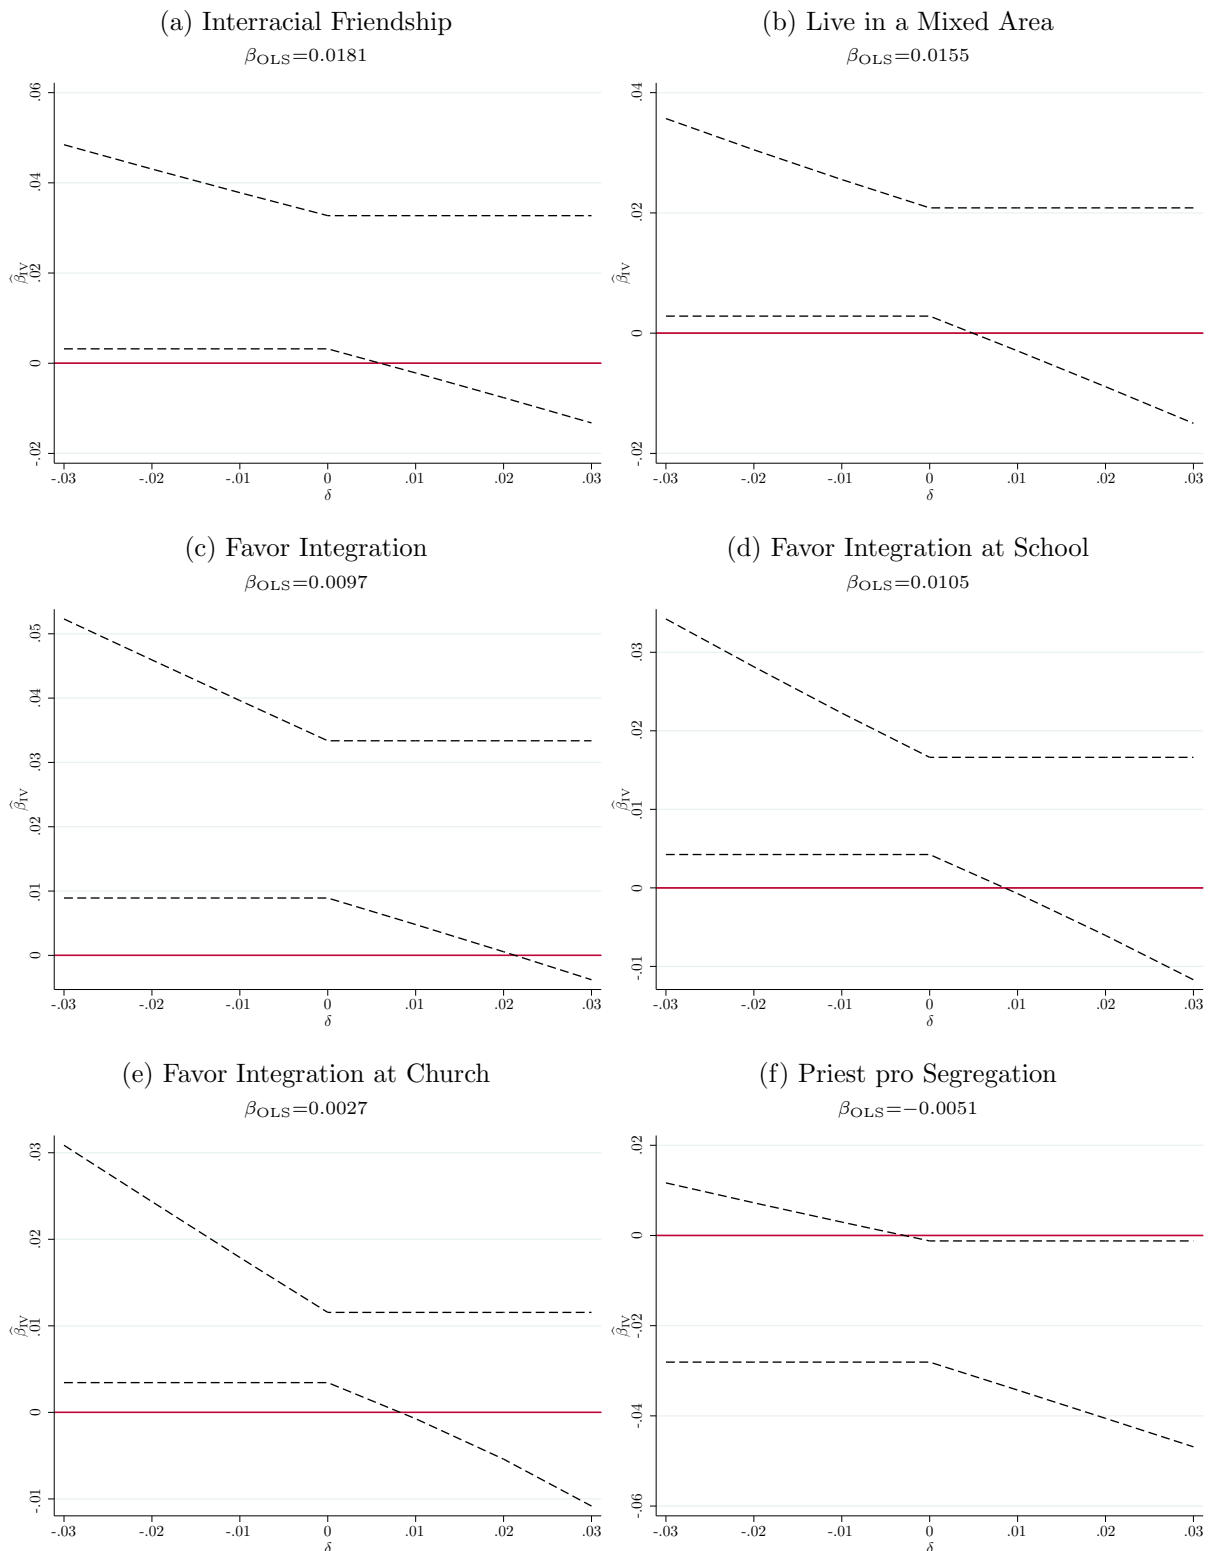 (a) Interracial Friendship
β_OLS=0.0181
.06
.04
.02
0
-.02
β̂_IV
-.03 -.02 -.01 0 .01 .02 .03
δ
(b) Live in a Mixed Area
β_OLS=0.0155
.04
.02
0
-.02
β̂_IV
-.03 -.02 -.01 0 .01 .02 .03
δ
(c) Favor Integration
β_OLS=0.0097
.05
.04
.03
.02
.01
0
β̂_IV
-.03 -.02 -.01 0 .01 .02 .03
δ
(d) Favor Integration at School
β_OLS=0.0105
.03
.02
.01
0
-.01
β̂_IV
-.03 -.02 -.01 0 .01 .02 .03
δ
(e) Favor Integration at Church
β_OLS=0.0027
.03
.02
.01
0
-.01
β̂_IV
-.03 -.02 -.01 0 .01 .02 .03
δ
(f) Priest pro Segregation
β_OLS=−0.0051
.02
0
-.02
-.04
-.06
β̂_IV
-.03 -.02 -.01 0 .01 .02 .03
δ